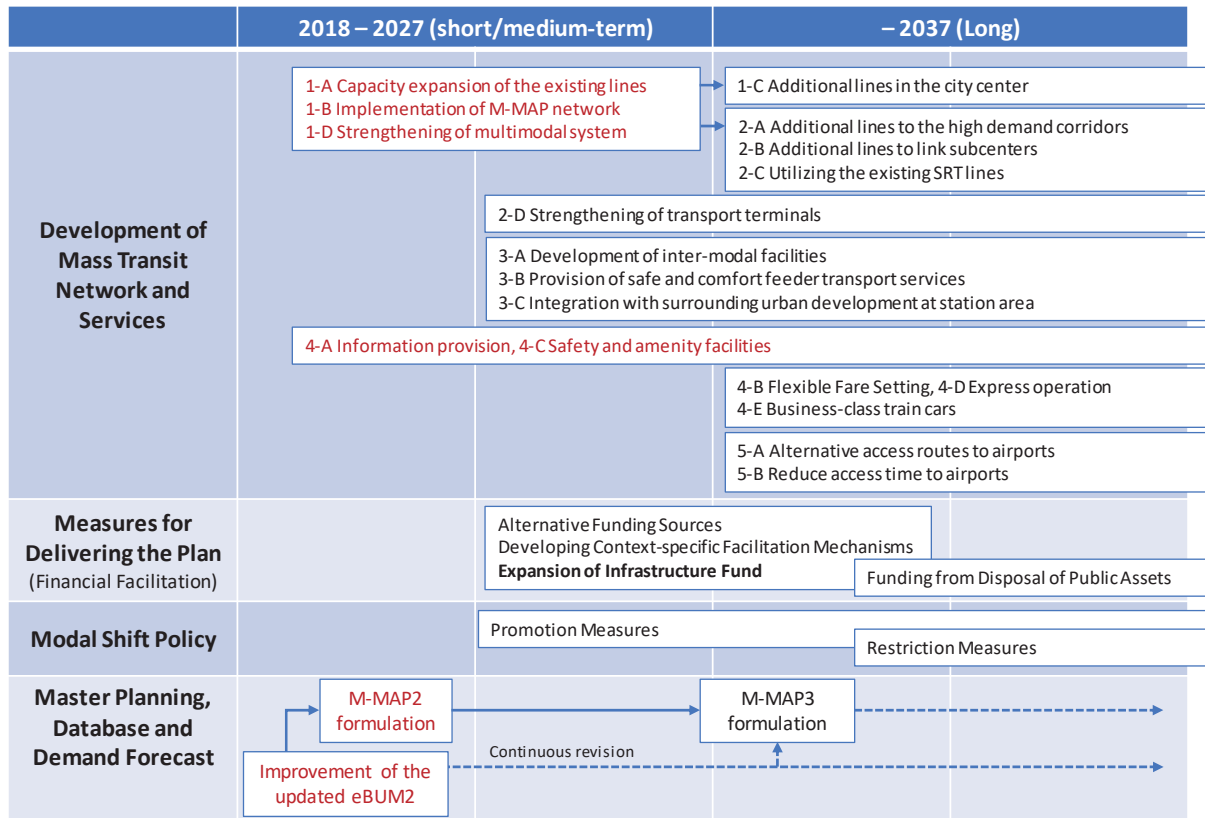 2018 – 2027 (short/medium-term)
– 2037 (Long)
Development of
Mass Transit
Network and
Services
1-A Capacity expansion of the existing lines
1-B Implementation of M-MAP network
1-D Strengthening of multimodal system
1-C Additional lines in the city center
2-A Additional lines to the high demand corridors
2-B Additional lines to link subcenters
2-C Utilizing the existing SRT lines
2-D Strengthening of transport terminals
3-A Development of inter-modal facilities
3-B Provision of safe and comfort feeder transport services
3-C Integration with surrounding urban development at station area
4-A Information provision, 4-C Safety and amenity facilities
4-B Flexible Fare Setting, 4-D Express operation
4-E Business-class train cars
5-A Alternative access routes to airports
5-B Reduce access time to airports
Measures for
Delivering the Plan
(Financial Facilitation)
Alternative Funding Sources
Developing Context-specific Facilitation Mechanisms
Expansion of Infrastructure Fund
Funding from Disposal of Public Assets
Modal Shift Policy
Promotion Measures
Restriction Measures
Master Planning,
Database and
Demand Forecast
M-MAP2
formulation
M-MAP3
formulation
Continuous revision
Improvement of the
updated eBUM2